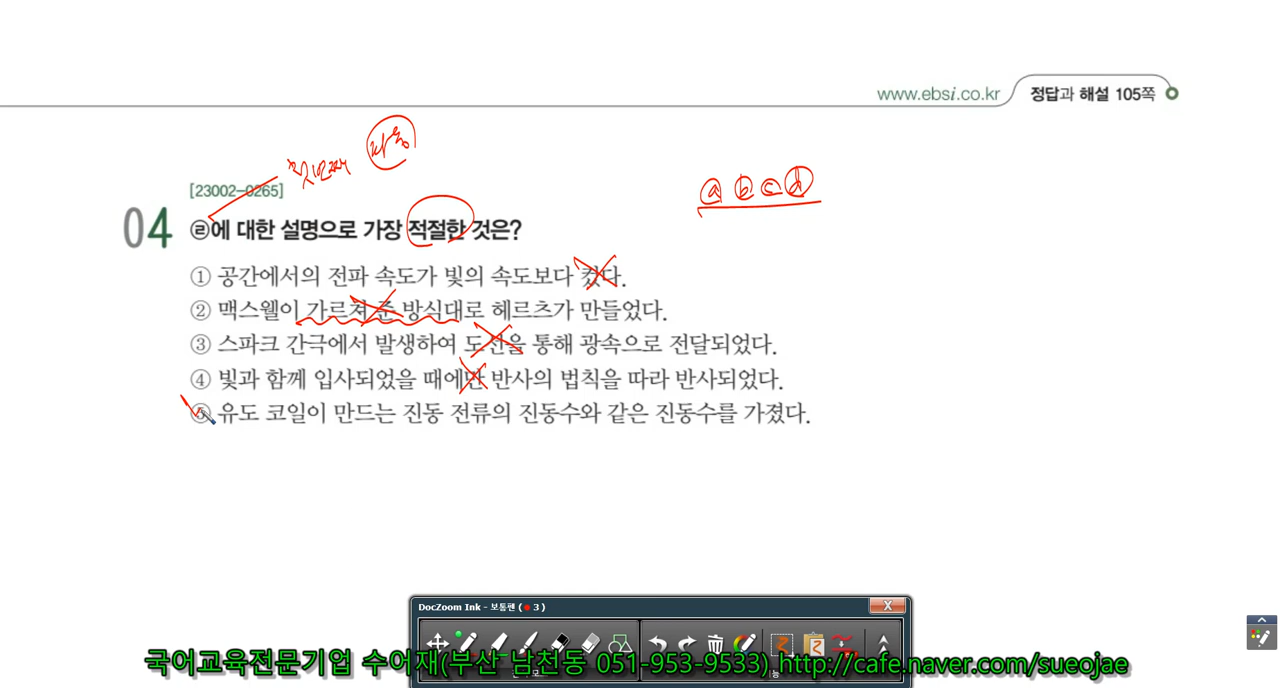 www.ebsi.co.kr 정답과 해설 105쪽
ⓐ ⓑ ⓒ ⓓ
[23002-0265]
04 ㉣에 대한 설명으로 가장 적절한 것은?
① 공간에서의 전파 속도가 빛의 속도보다 컸다.
② 맥스웰이 가르쳐 준 방식대로 헤르츠가 만들었다.
③ 스파크 간극에서 발생하여 도선을 통해 광속으로 전달되었다.
④ 빛과 함께 입사되었을 때에만 반사의 법칙을 따라 반사되었다.
⑤ 유도 코일이 만드는 진동 전류의 진동수와 같은 진동수를 가졌다.
DocZoom Ink - 보통펜 ( 3 )
국어교육전문기업 수어재(부산 남천동 051-953-9533) http://cafe.naver.com/sueojae